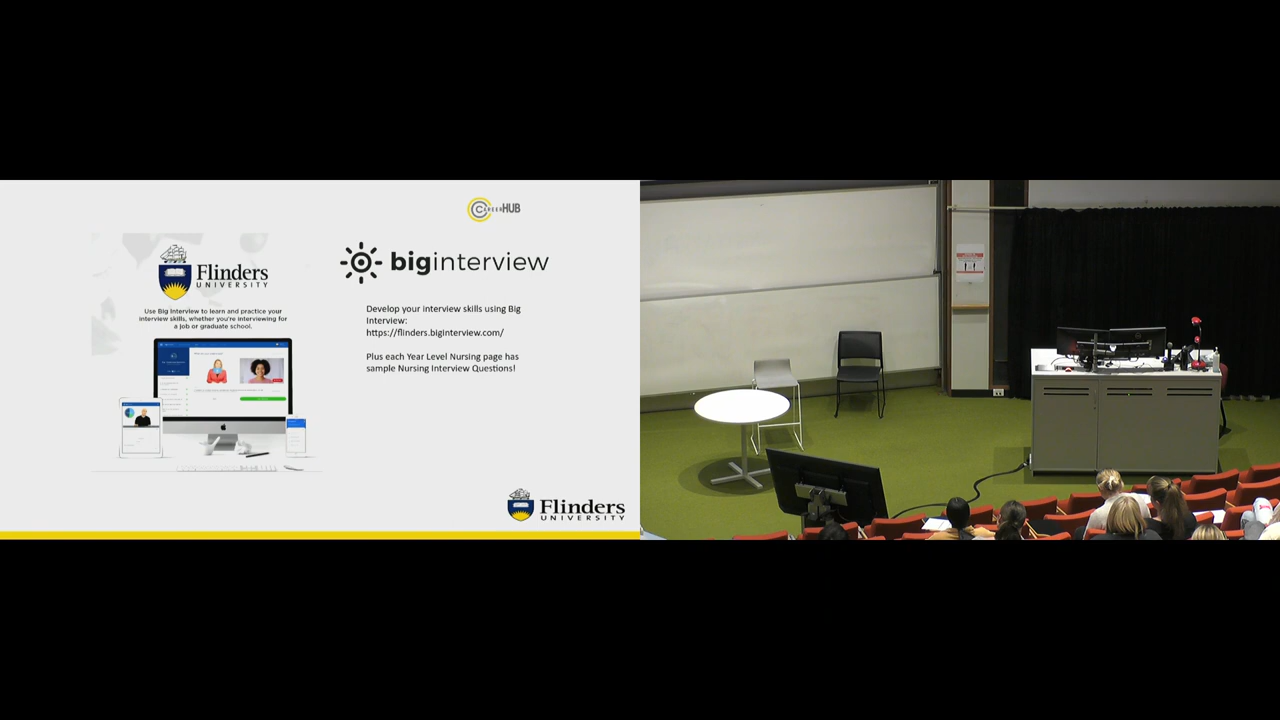 CAREERHUB
Flinders
UNIVERSITY
Use Big Interview to learn and practice your
interview skills, whether you're interviewing for
a job or graduate school.
biginterview
Develop your interview skills using Big
Interview:
https://flinders.biginterview.com/
Plus each Year Level Nursing page has
sample Nursing Interview Questions!
Flinders
UNIVERSITY